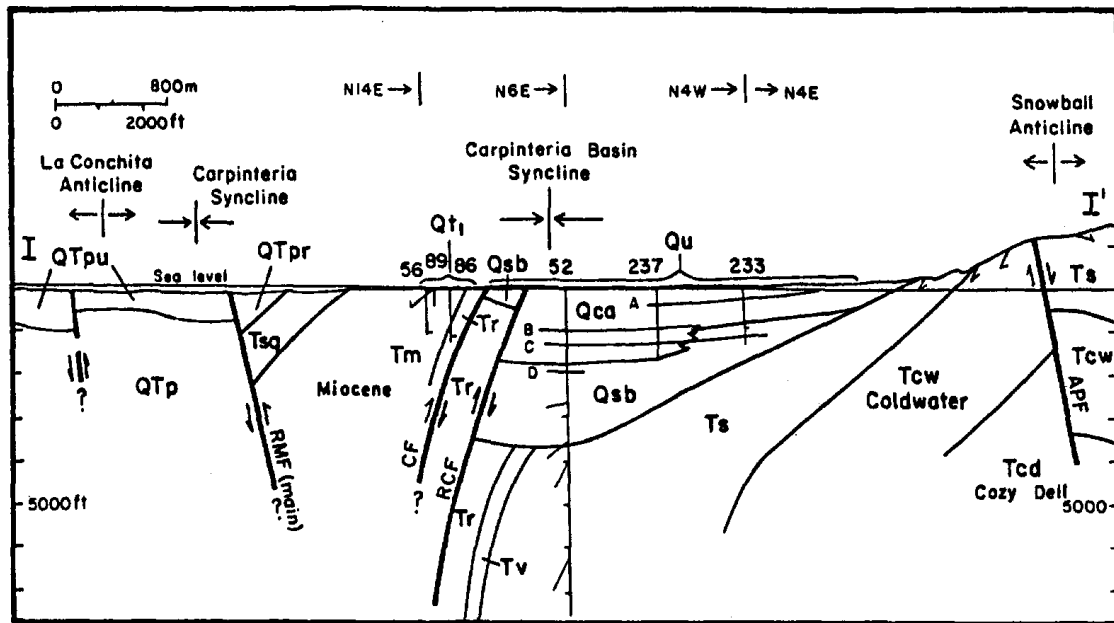 0 800m
0 2000ft
N14E→
N6E→
N4W→
→N4E
Snowball
Anticline
La Conchita
Anticline
Carpinteria
Syncline
Carpinteria Basin
Syncline
I
I'
QTpu
QTpr
Qt1
Qsb
Qu
Sea level
56
89
86
52
237
233
A
B
C
D
Qca
Qsb
Ts
Ts
Tr
Tr
Tr
Tm
Tsq
Miocene
QTp
Tcw
Coldwater
Tcw
Tcd
Cozy Dell
APF
CF
RCF
RMF (main)
Tv
?
?
?
5000ft
5000